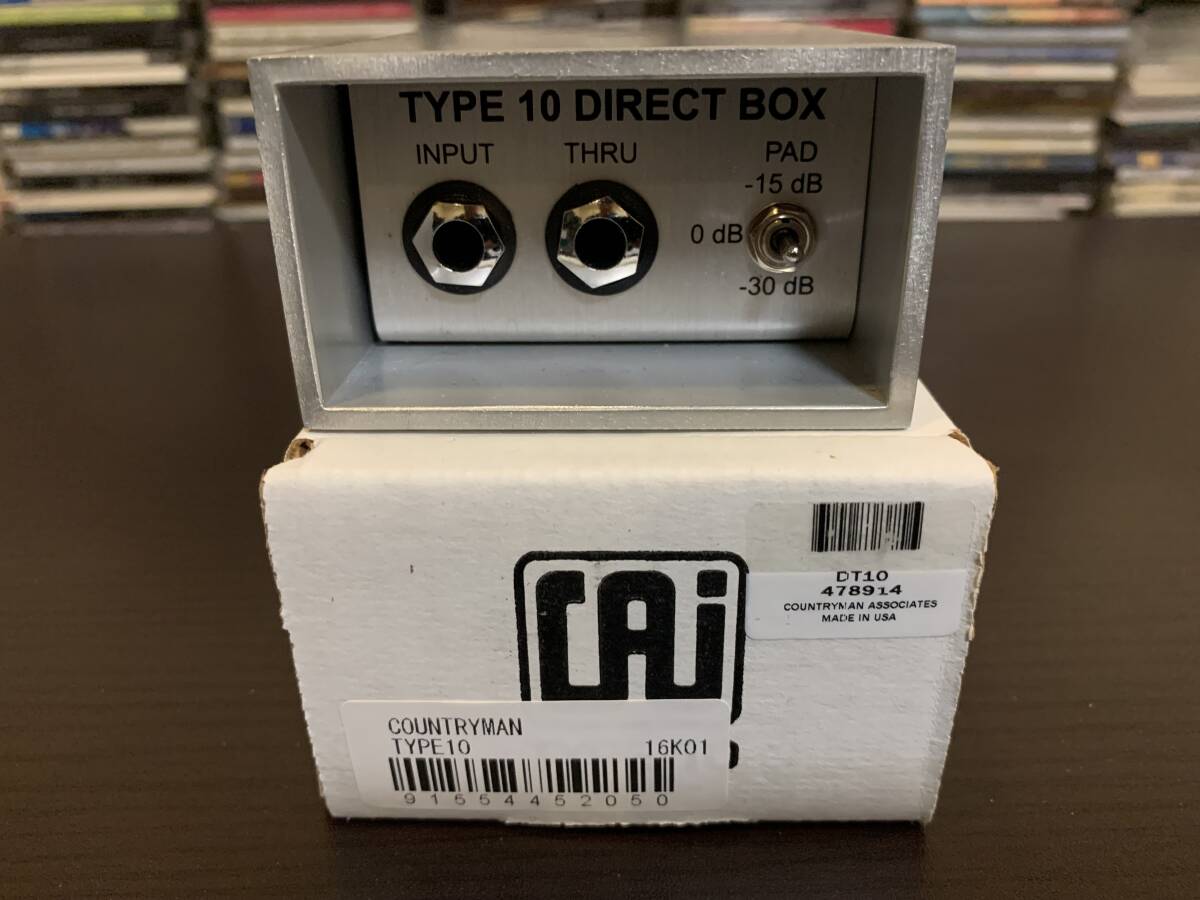 TYPE 10 DIRECT BOX
INPUT THRU PAD
-15 dB
0 dB
-30 dB
CAi
DT10
478914
COUNTRYMAN ASSOCIATES
MADE IN USA
COUNTRYMAN
TYPE10 16K01
91554452050